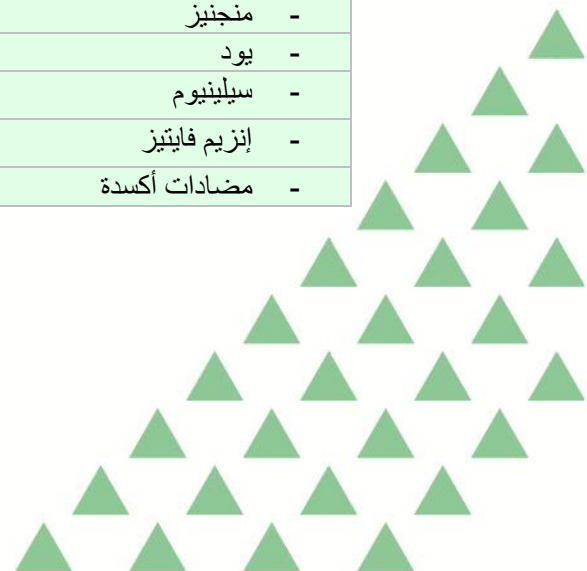 - منجنيز
- يود
- سيلينيوم
- إنزيم فايتيز
- مضادات أكسدة